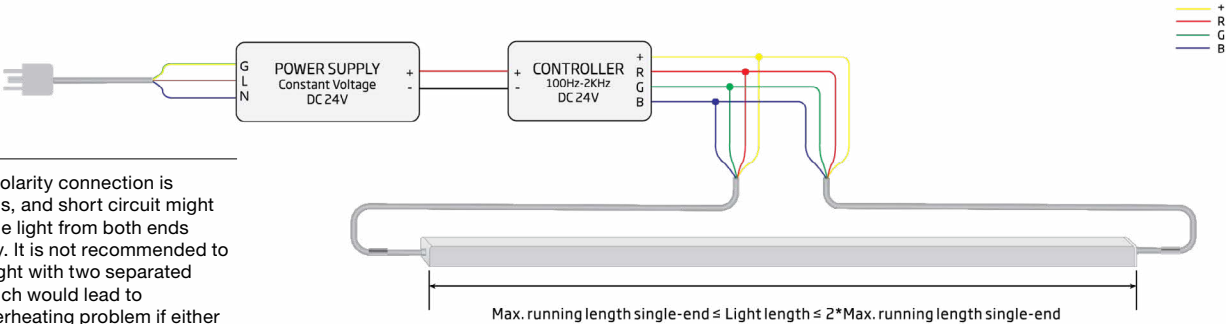 +
R
G
B
G
L
N
POWER SUPPLY
Constant Voltage
DC 24V
+
-
+
-
CONTROLLER
100Hz-2KHz
DC 24V
+
R
G
B
olarity connection is
s, and short circuit might
e light from both ends
y. It is not recommended to
ght with two separated
ich would lead to
erheating problem if either
Max. running length single-end ≤ Light length ≤ 2*Max. running length single-end